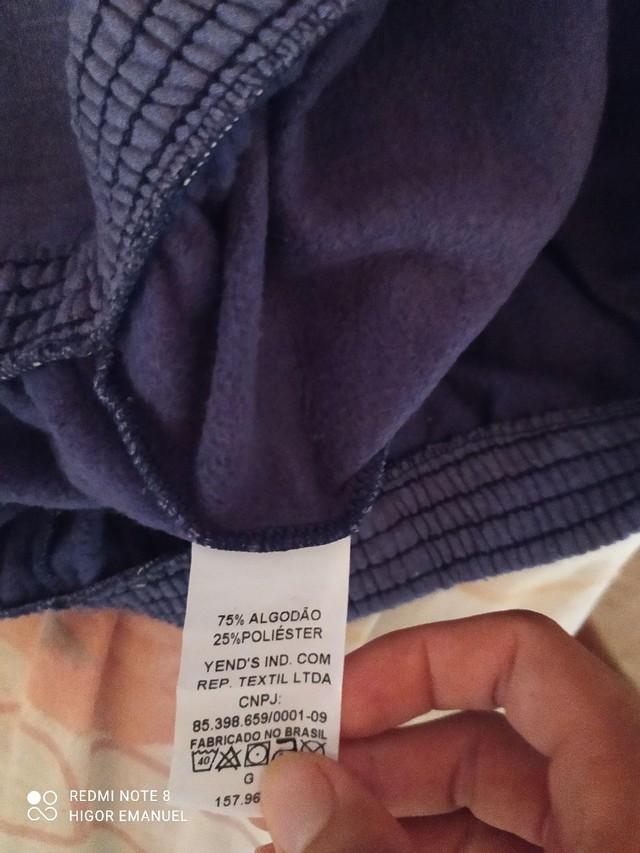 75% ALGODÃO
25%POLIÉSTER
YEND'S IND. COM
REP. TEXTIL LTDA
CNPJ:
85.398.659/0001-09
FABRICADO NO BRASIL
40
G
157.96
REDMI NOTE 8
HIGOR EMANUEL